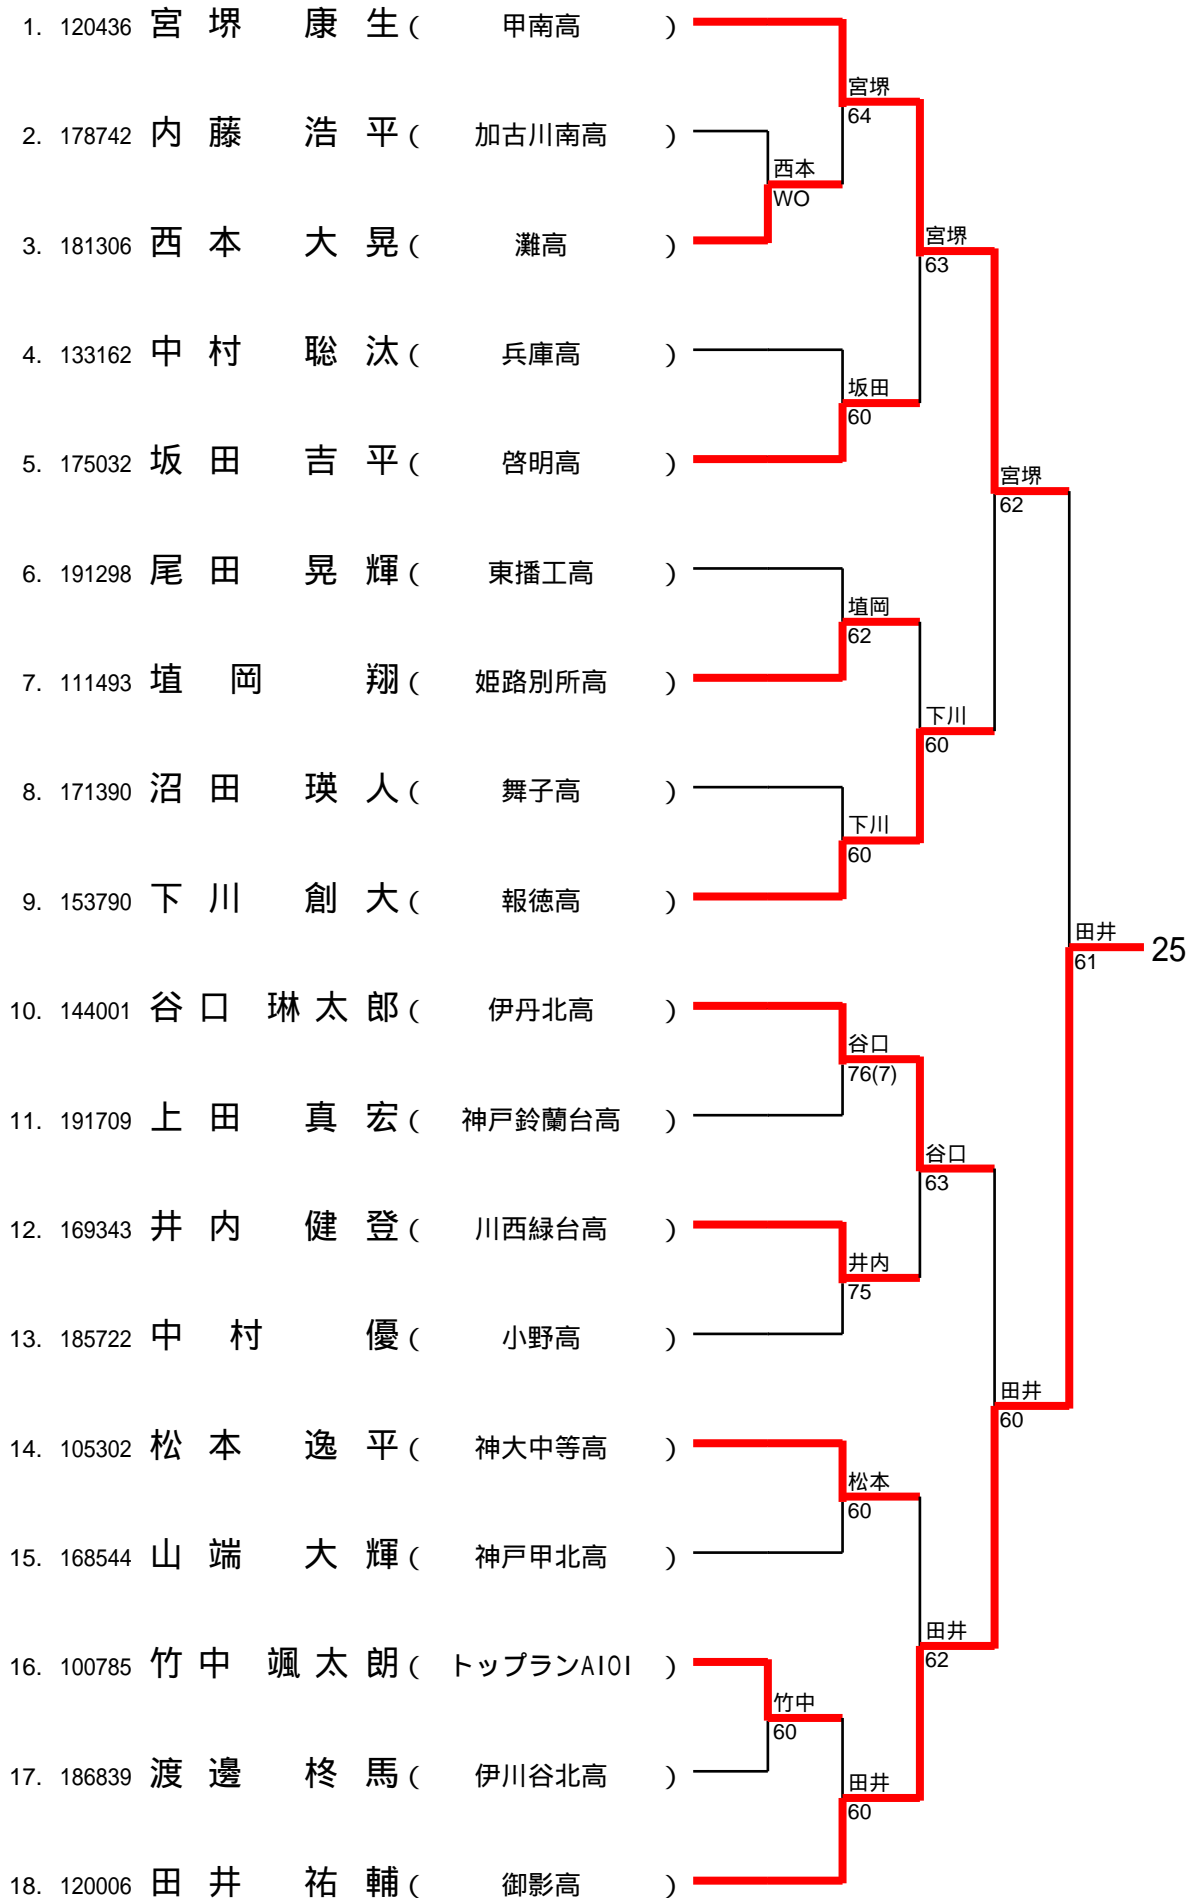 1. 120436 宮堺 康生 ( 甲南高 )
宮堺
64
2. 178742 内藤 浩平 ( 加古川南高 )
西本
WO
3. 181306 西本 大晃 ( 灘高 )
宮堺
63
4. 133162 中村 聡汰 ( 兵庫高 )
坂田
60
5. 175032 坂田 吉平 ( 啓明高 )
宮堺
62
6. 191298 尾田 晃輝 ( 東播工高 )
埴岡
62
7. 111493 埴岡 翔 ( 姫路別所高 )
下川
60
8. 171390 沼田 瑛人 ( 舞子高 )
下川
60
9. 153790 下川 創大 ( 報徳高 )
田井
61
25
10. 144001 谷口 琳太郎 ( 伊丹北高 )
谷口
76(7)
11. 191709 上田 真宏 ( 神戸鈴蘭台高 )
谷口
63
12. 169343 井内 健登 ( 川西緑台高 )
井内
75
13. 185722 中村 優 ( 小野高 )
田井
60
14. 105302 松本 逸平 ( 神大中等高 )
松本
60
15. 168544 山端 大輝 ( 神戸甲北高 )
田井
62
16. 100785 竹中 颯太朗 ( トップランAIOI )
竹中
60
17. 186839 渡邊 柊馬 ( 伊川谷北高 )
田井
60
18. 120006 田井 祐輔 ( 御影高 )